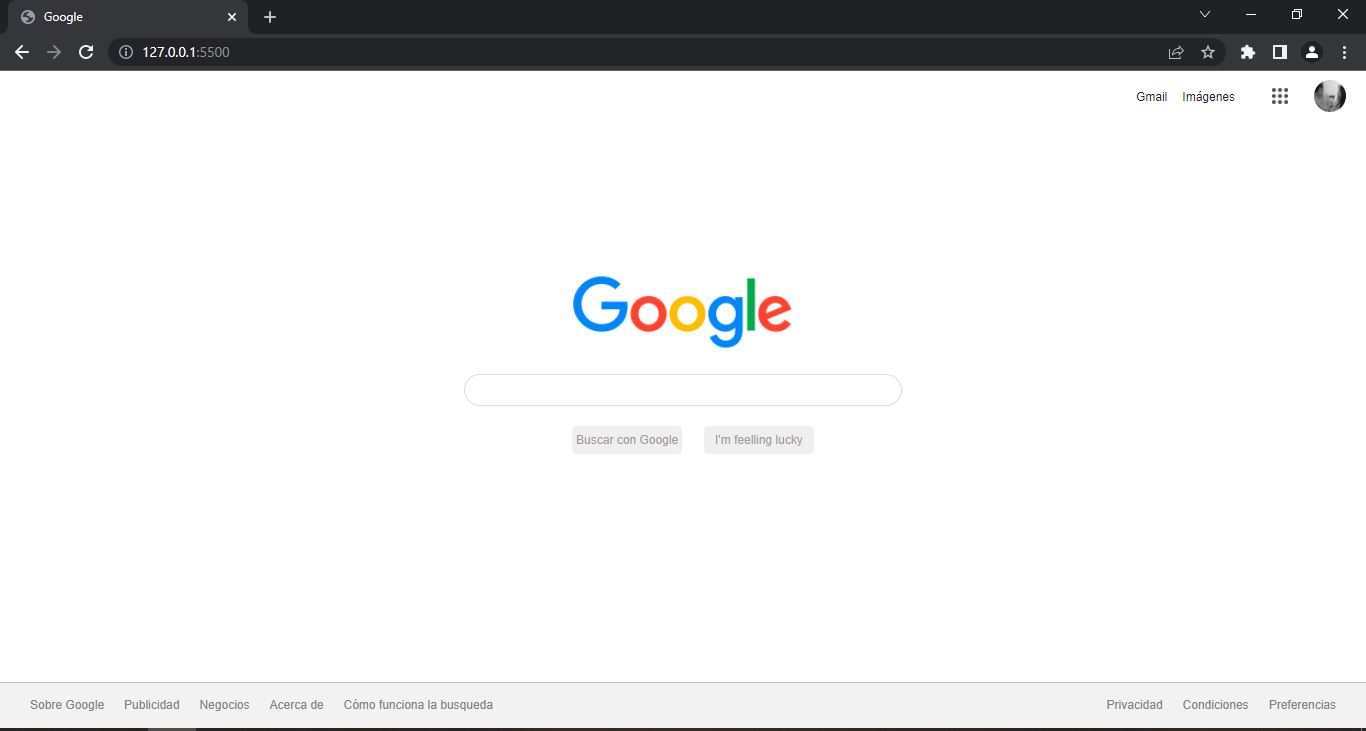 Google
127.0.0.1:5500
Gmail Imágenes
Google
Buscar con Google I'm feelling lucky
Sobre Google Publicidad Negocios Acerca de Cómo funciona la busqueda Privacidad Condiciones Preferencias